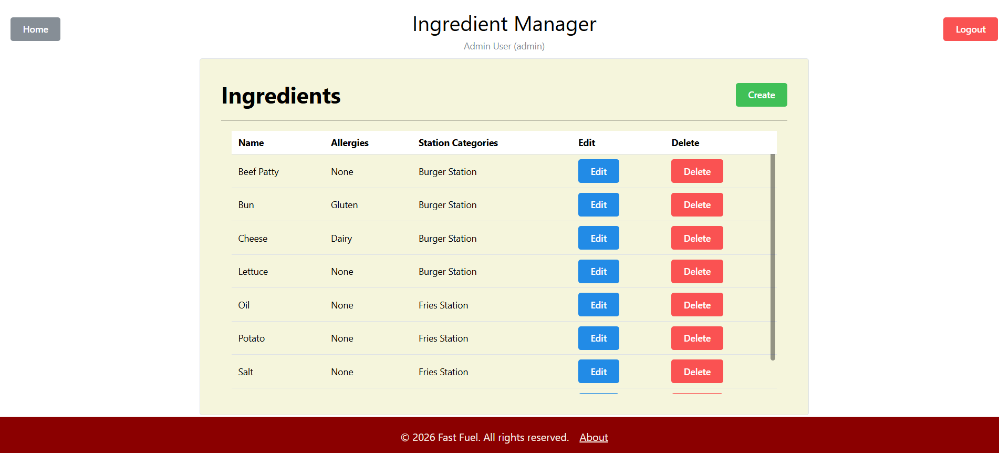 Home
Ingredient Manager
Logout
Admin User (admin)
Ingredients
Create
Name Allergies Station Categories Edit Delete
Beef Patty None Burger Station Edit Delete
Bun Gluten Burger Station Edit Delete
Cheese Dairy Burger Station Edit Delete
Lettuce None Burger Station Edit Delete
Oil None Fries Station Edit Delete
Potato None Fries Station Edit Delete
Salt None Fries Station Edit Delete
© 2026 Fast Fuel. All rights reserved. About